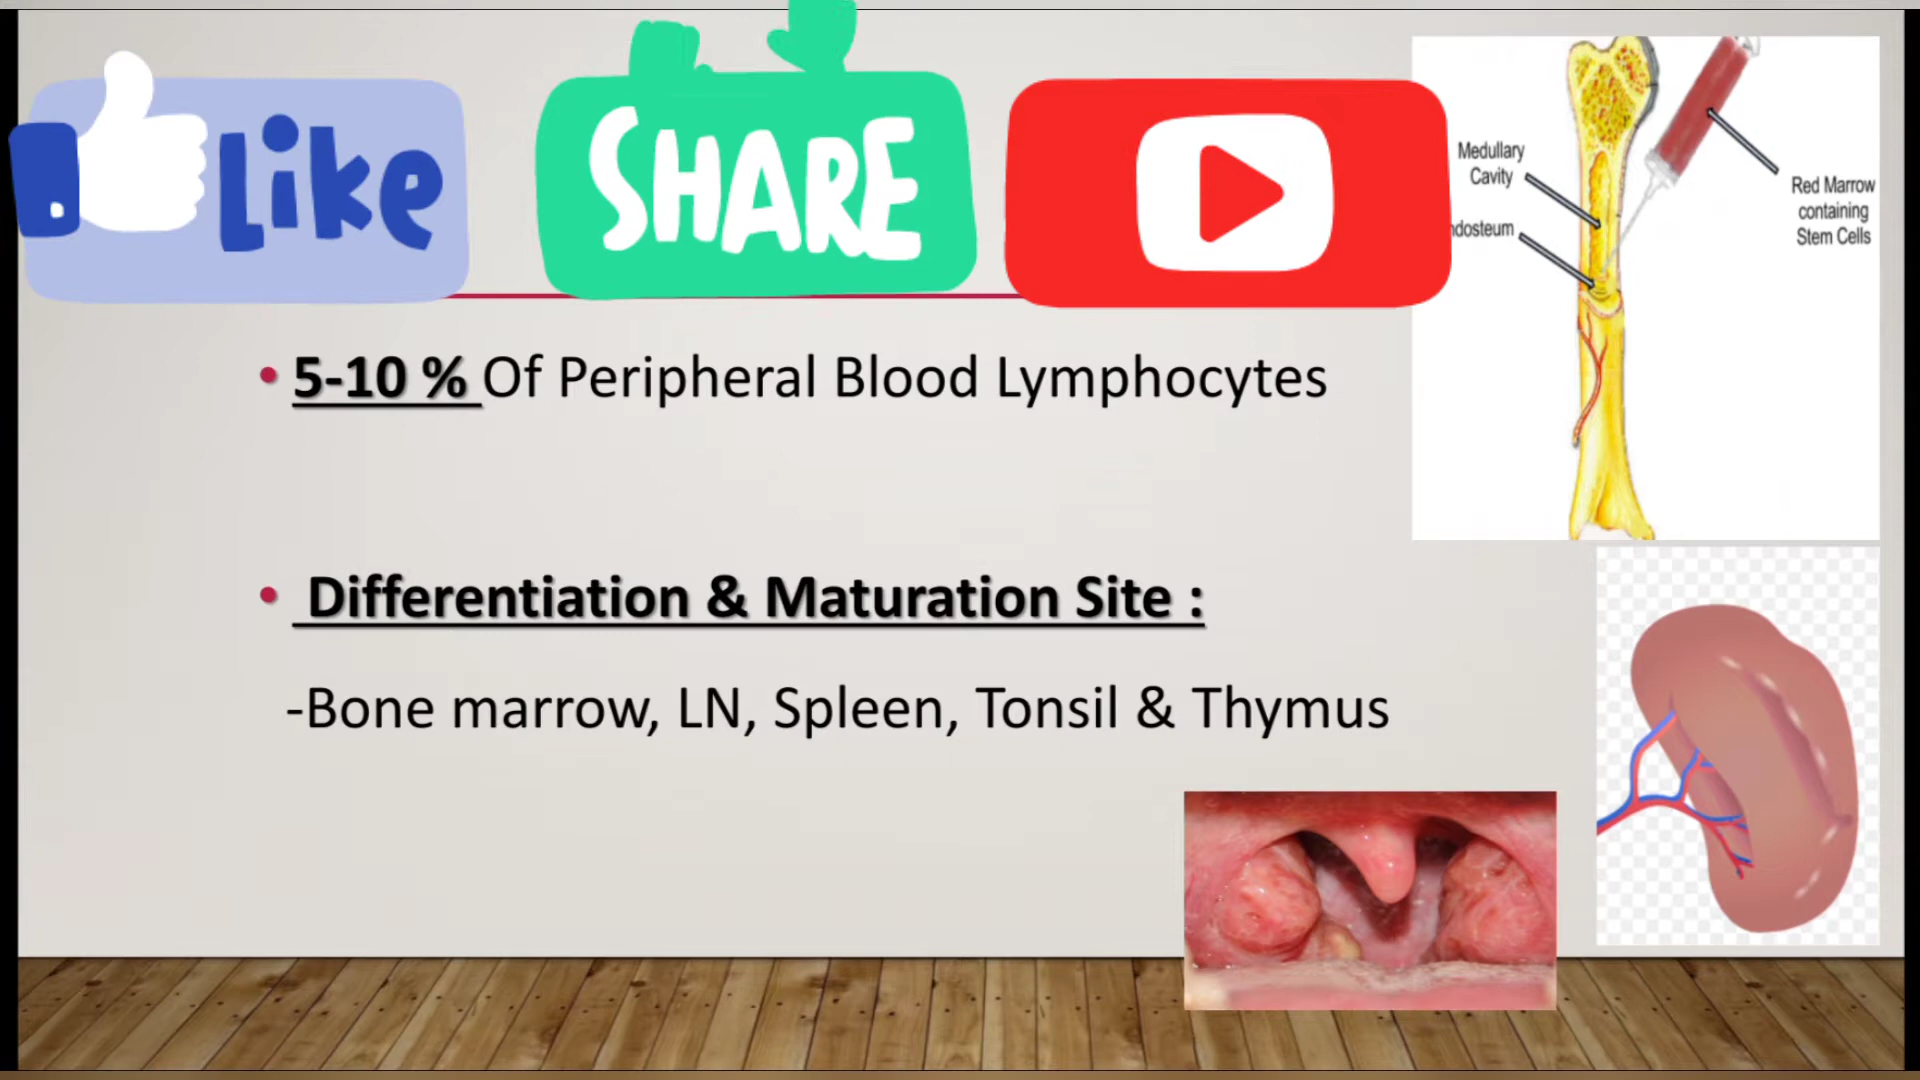 Like
SHARE
Medullary
Cavity
dosteum
Red Marrow
containing
Stem Cells
• 5-10 % Of Peripheral Blood Lymphocytes
• Differentiation & Maturation Site :
-Bone marrow, LN, Spleen, Tonsil & Thymus